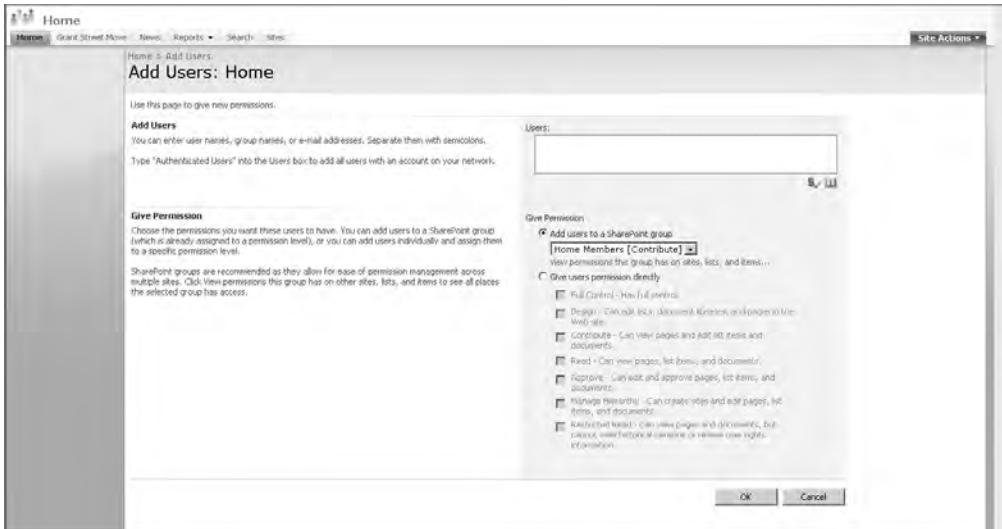 Home
Home Grant Street Move News Reports Search Sites
Site Actions
Home > Add Users
Add Users: Home
Use this page to give new permissions.
Add Users
You can enter user names, group names, or e-mail addresses. Separate them with semicolons.
Type "Authenticated Users" into the Users box to add all users with an account on your network.
Users:
Give Permission
Choose the permissions you want these users to have. You can add users to a SharePoint group
(which is already assigned to a permission level), or you can add users individually and assign them
to a specific permission level.
SharePoint groups are recommended as they allow for ease of permission management across
multiple sites. Click View permissions this group has on other sites, lists, and items to see all places
the selected group has access.
Give Permission
Add users to a SharePoint group
Home Members [Contribute]
View permissions this group has on sites, lists, and items...
Give users permission directly
Full Control - Has full control.
Design - Can edit lists, document libraries, and pages in the
Web site.
Contribute - Can view pages and edit list items and
documents.
Read - Can view pages, list items, and documents.
Approve - Can edit and approve pages, list items, and
documents.
Manage Hierarchy - Can create sites and edit pages, list
items, and documents.
Restricted Read - Can view pages and documents, but
cannot view historical versions or review user rights
information.
OK Cancel